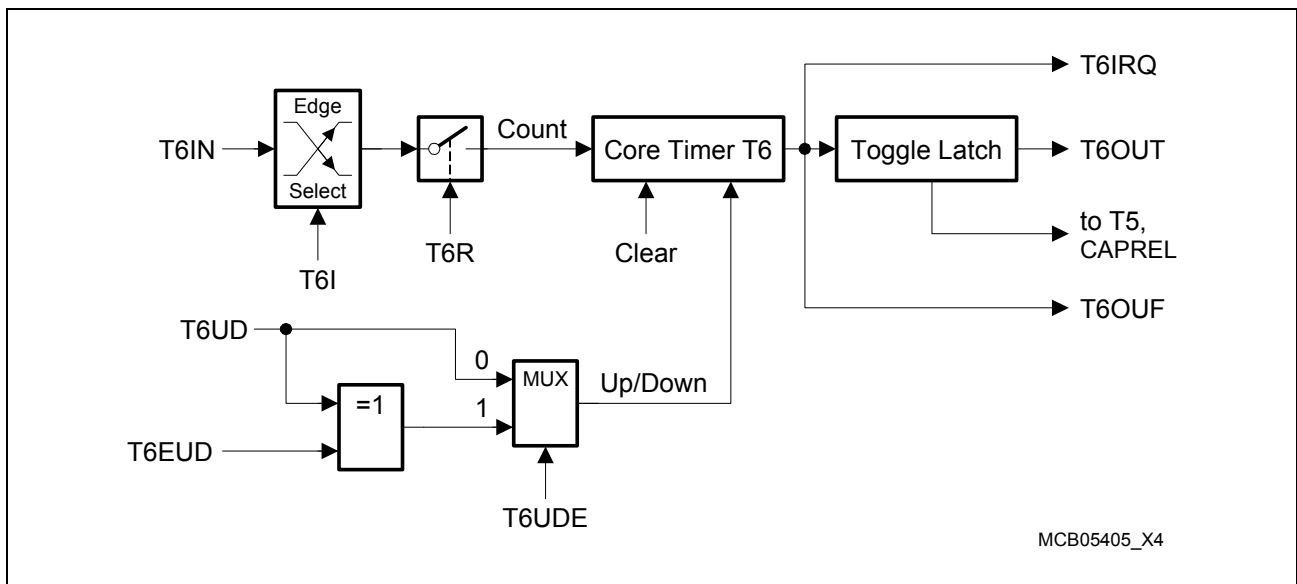 T6IRQ
Edge
Count
T6IN
Core Timer T6
Toggle Latch
T6OUT
Select
to T5,
CAPREL
T6R
Clear
T6I
T6OUF
T6UD
0
MUX
Up/Down
=1
1
T6EUD
T6UDE
MCB05405_X4